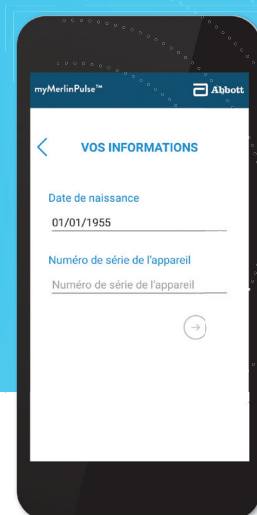 myMerlinPulse™ Abbott
VOS INFORMATIONS
Date de naissance
01/01/1955
Numéro de série de l'appareil
Numéro de série de l'appareil